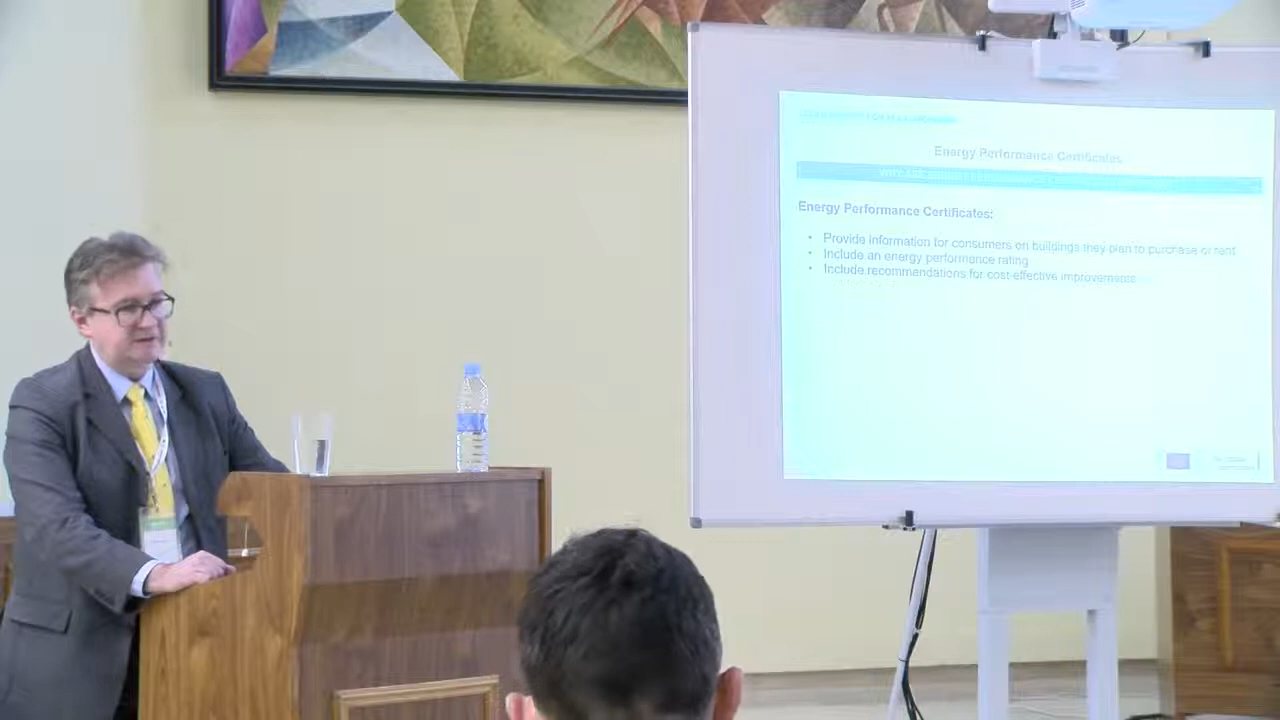 Energy Performance Certificates
Energy Performance Certificates:
• Provide information for consumers on buildings they plan to purchase or rent
• Include an energy performance rating
• Include recommendations for cost effective improvements